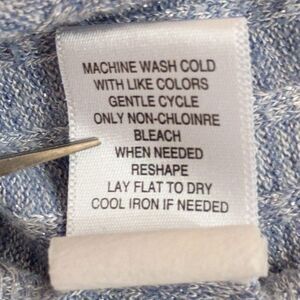 MACHINE WASH COLD
WITH LIKE COLORS
GENTLE CYCLE
ONLY NON-CHLOINRE
BLEACH
WHEN NEEDED
RESHAPE
LAY FLAT TO DRY
COOL IRON IF NEEDED